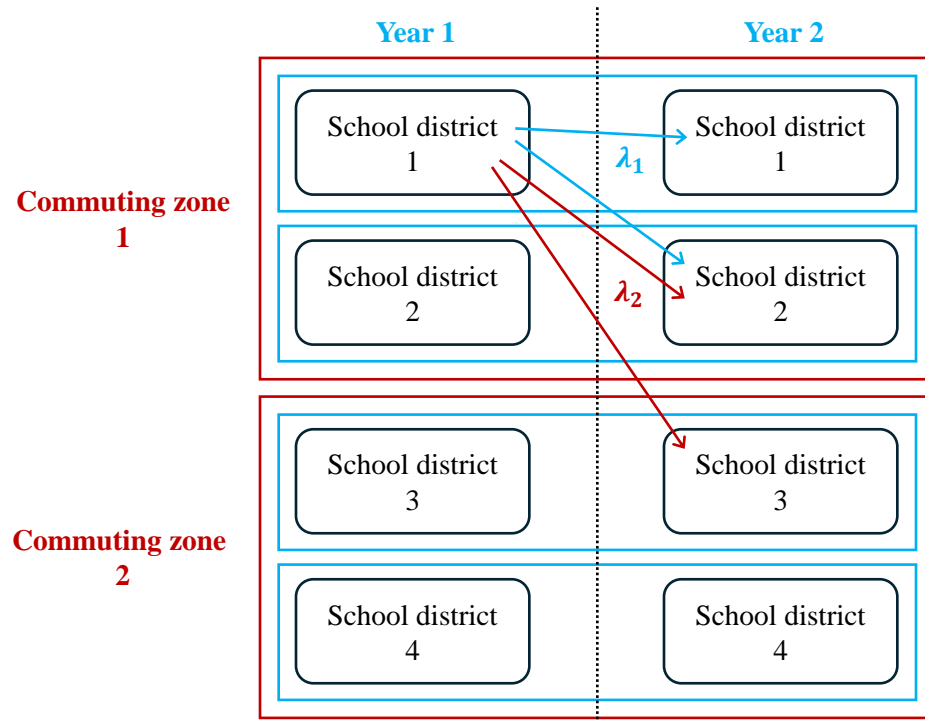 Year 1
Year 2
Commuting zone
1
School district
1
School district
1
λ₁
School district
2
School district
2
λ₂
Commuting zone
2
School district
3
School district
3
School district
4
School district
4